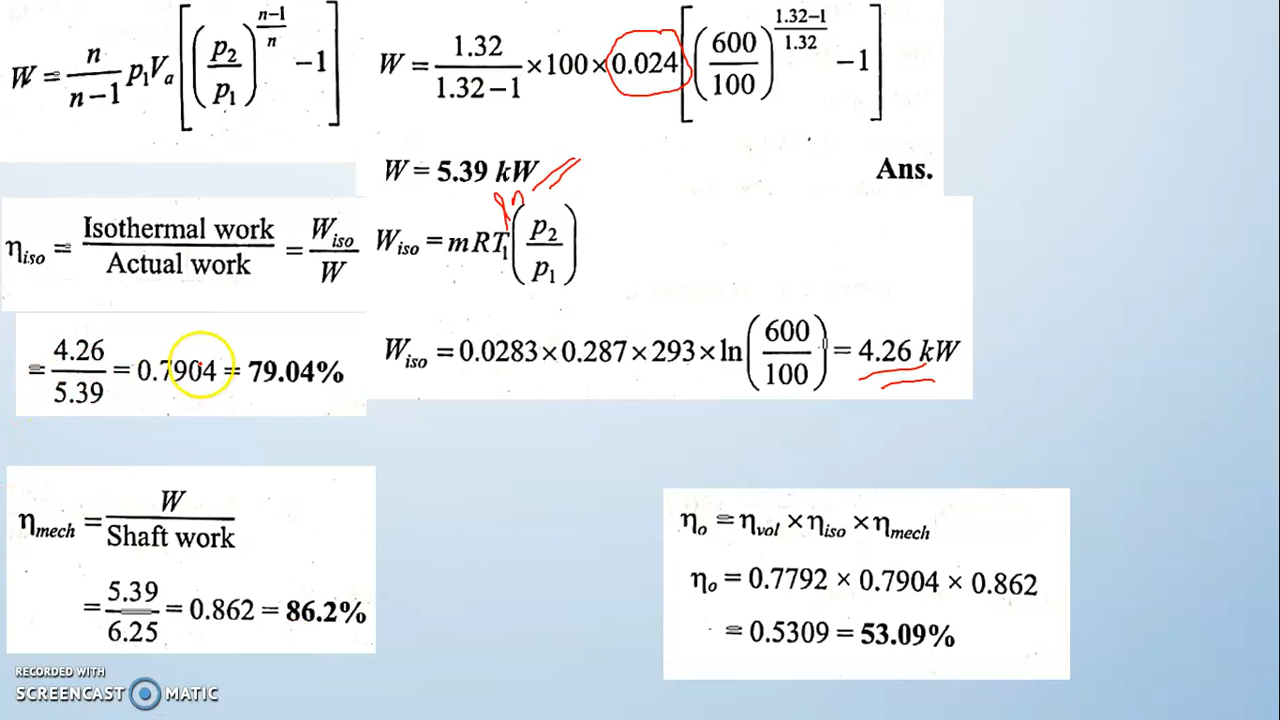 W = n/(n−1) p₁Vₐ [(p₂/p₁)^((n−1)/n) −1]
W = 1.32/(1.32−1) ×100×0.024 [(600/100)^((1.32−1)/1.32) −1]
W = 5.39 kW Ans.
η_iso = Isothermal work/Actual work = W_iso/W
W_iso = mRT₁ ln (p₂/p₁)
= 4.26/5.39 = 0.7904 = 79.04%
W_iso = 0.0283×0.287×293×ln(600/100) = 4.26 kW
η_mech = W/Shaft work
= 5.39/6.25 = 0.862 = 86.2%
η_o = η_vol ×η_iso ×η_mech
η_o = 0.7792 × 0.7904 × 0.862
= 0.5309 = 53.09%
RECORDED WITH
SCREENCAST MATIC